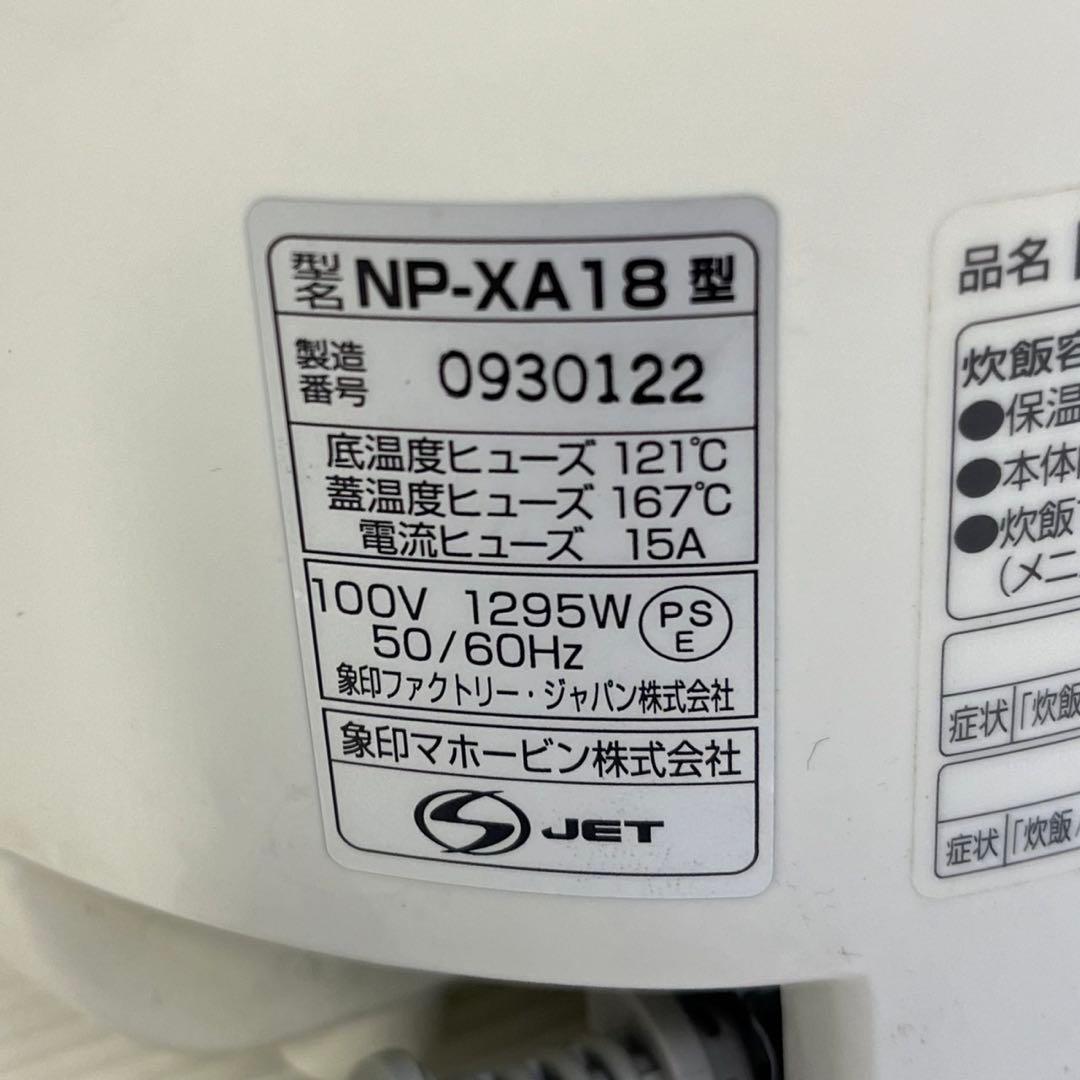 型名 NP-XA18 型
製造番号 0930122
底温度ヒューズ 121℃
蓋温度ヒューズ 167℃
電流ヒューズ 15A
100V 1295W
50/60Hz
PS
E
象印ファクトリー・ジャパン株式会社
象印マホービン株式会社
JET
品名
炊飯容
●保温
●本体
●炊飯
(メニ
症状「炊飯
症状「炊飯